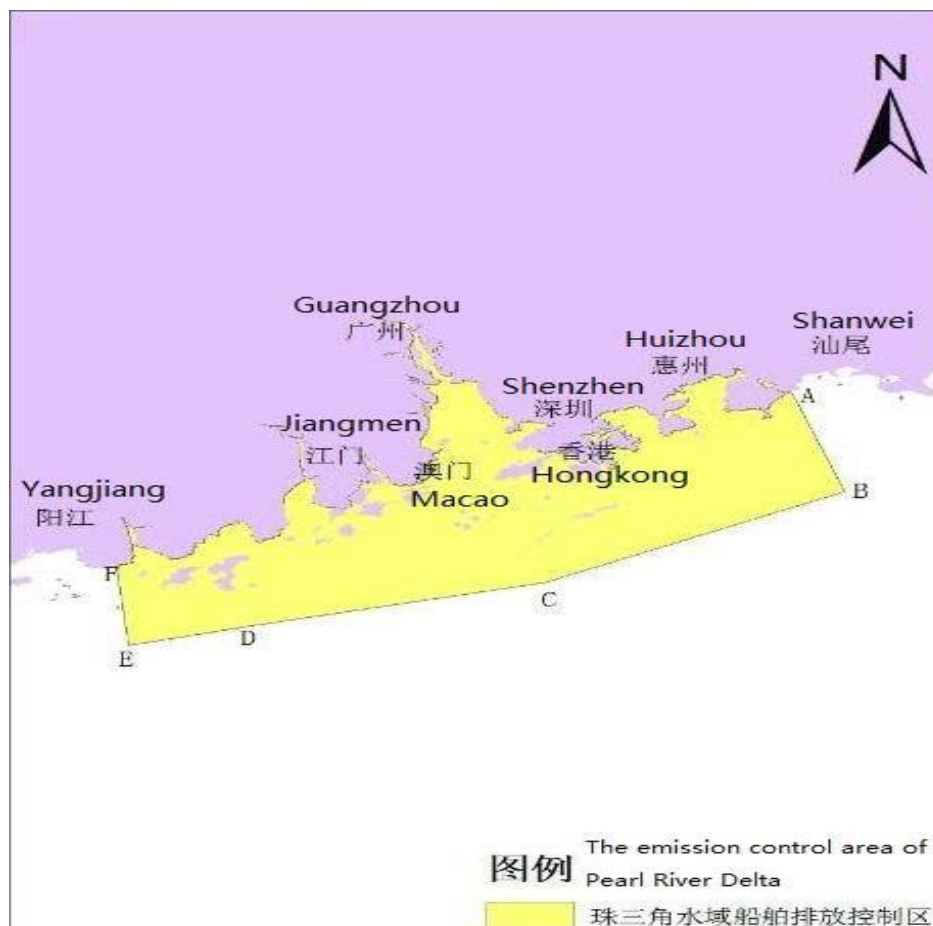 N
Guangzhou
广州
Shanwei
汕尾
Huizhou
惠州
A
Shenzhen
深圳
Jiangmen
江门
香港
Hongkong
澳门
Macao
Yangjiang
阳江
B
F
C
D
E
图例
The emission control area of
Pearl River Delta
珠三角水域船舶排放控制区